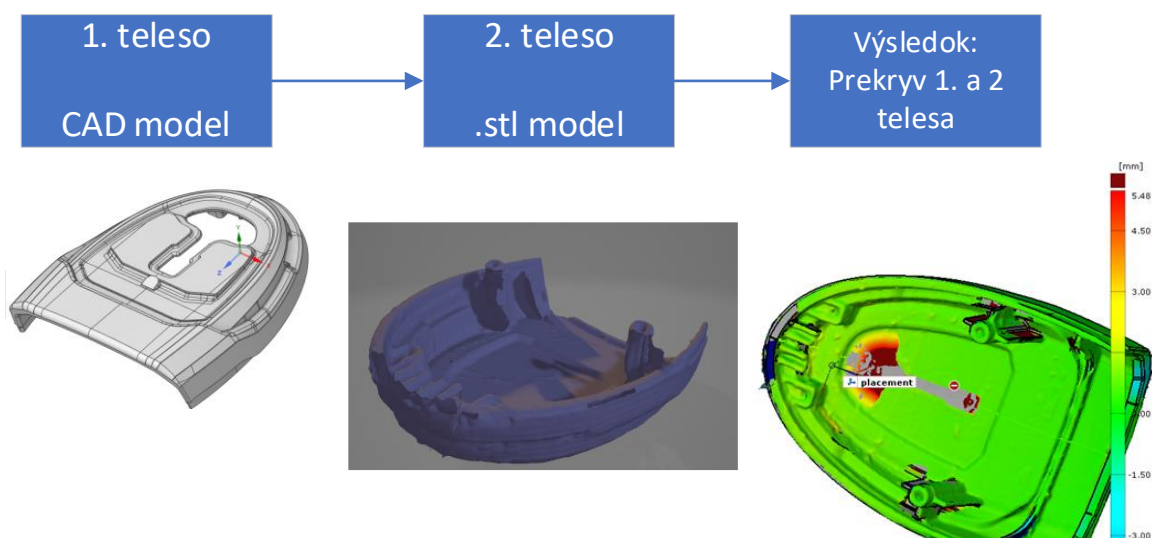 1. teleso
CAD model
2. teleso
.stl model
Výsledok:
Prekryv 1. a 2
telesa
[mm]
5.48
4.50
3.00
placement
-1.50
-3.00
Y
Z